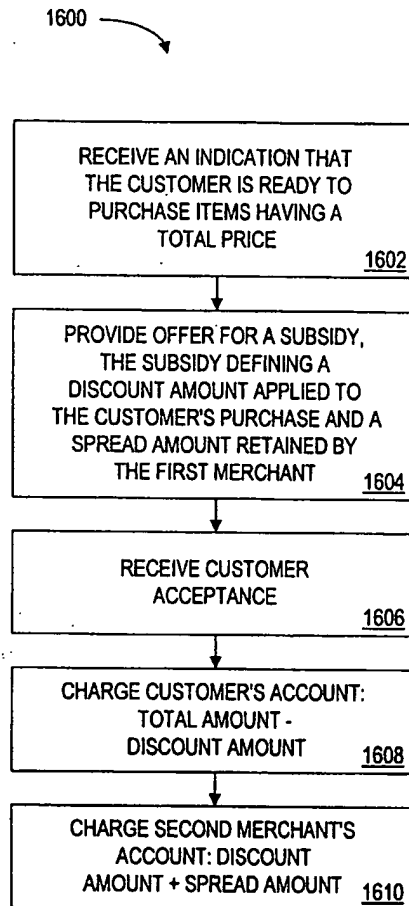 1600
RECEIVE AN INDICATION THAT
THE CUSTOMER IS READY TO
PURCHASE ITEMS HAVING A
TOTAL PRICE
1602
PROVIDE OFFER FOR A SUBSIDY,
THE SUBSIDY DEFINING A
DISCOUNT AMOUNT APPLIED TO
THE CUSTOMER'S PURCHASE AND A
SPREAD AMOUNT RETAINED BY
THE FIRST MERCHANT
1604
RECEIVE CUSTOMER
ACCEPTANCE
1606
CHARGE CUSTOMER'S ACCOUNT:
TOTAL AMOUNT -
DISCOUNT AMOUNT
1608
CHARGE SECOND MERCHANT'S
ACCOUNT: DISCOUNT
AMOUNT + SPREAD AMOUNT 1610